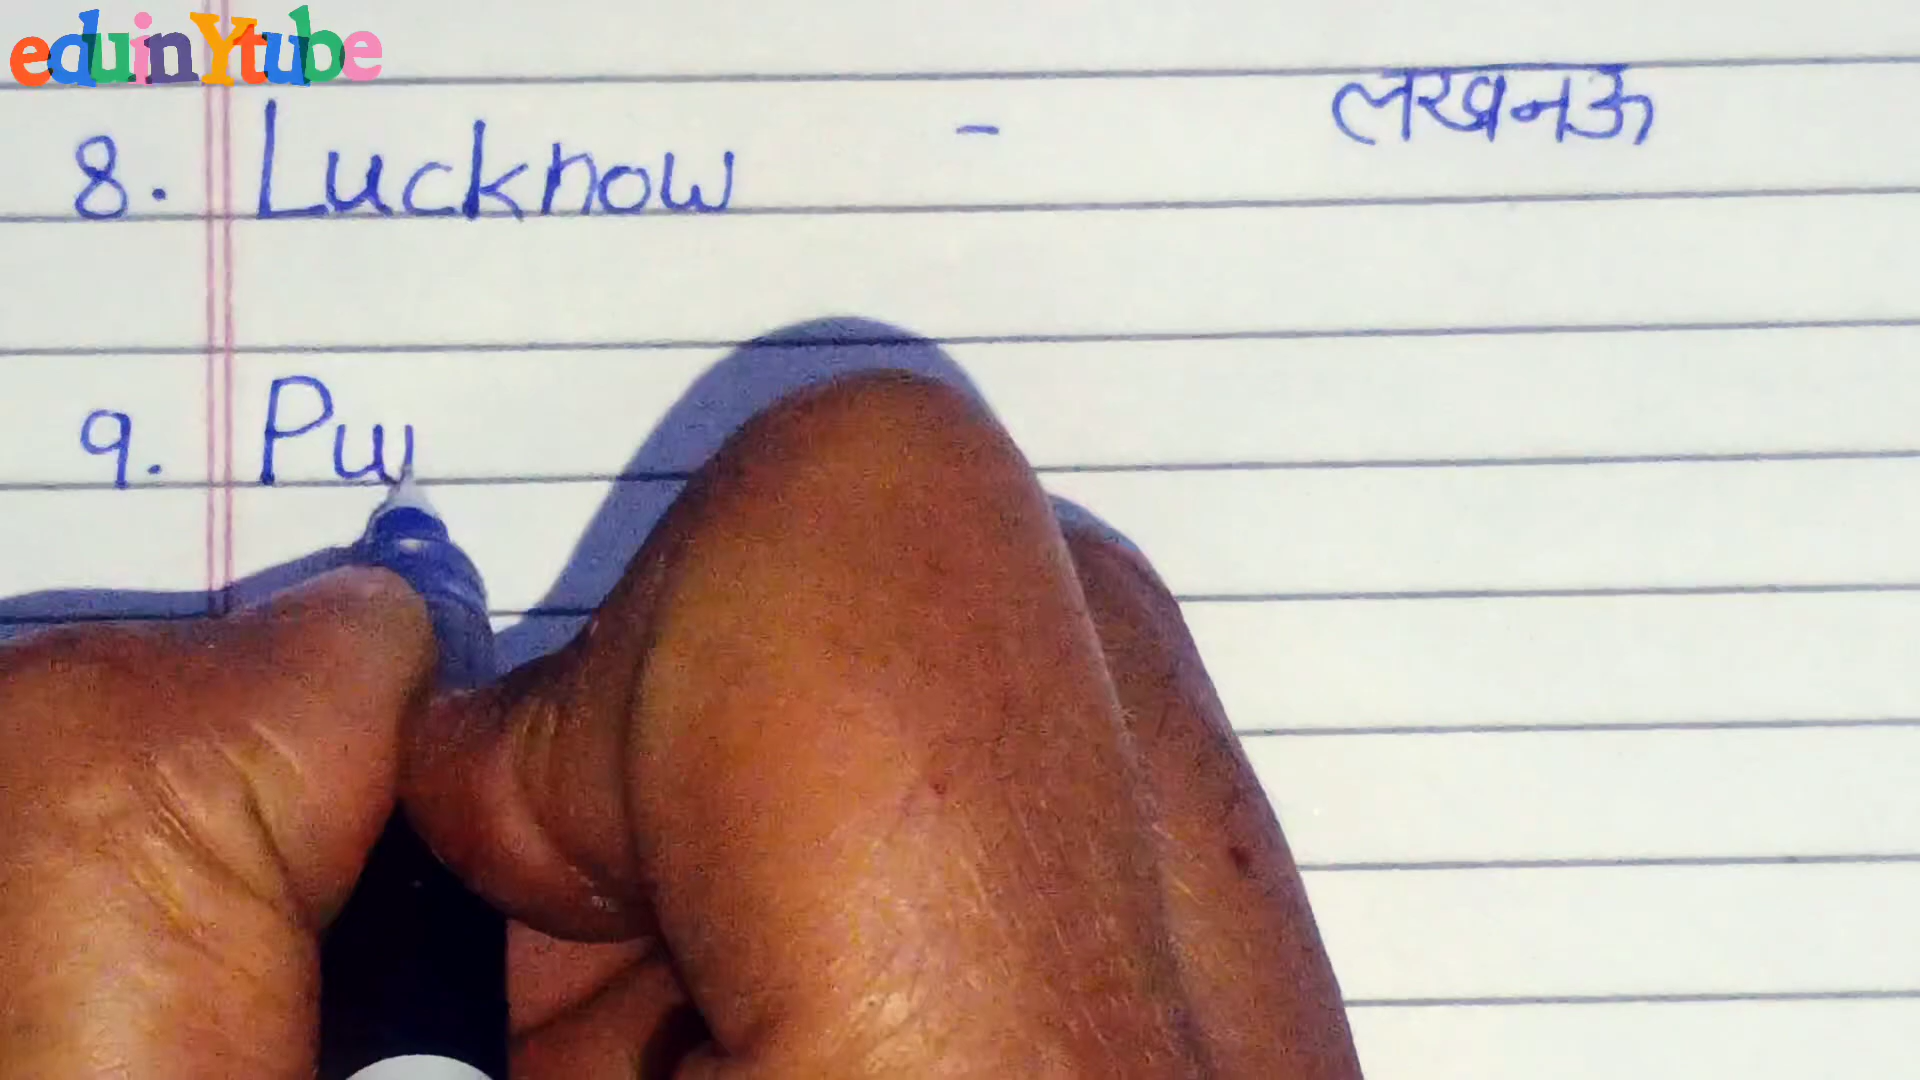 eduinYtube
8. Lucknow - लखनऊ
9. Pu